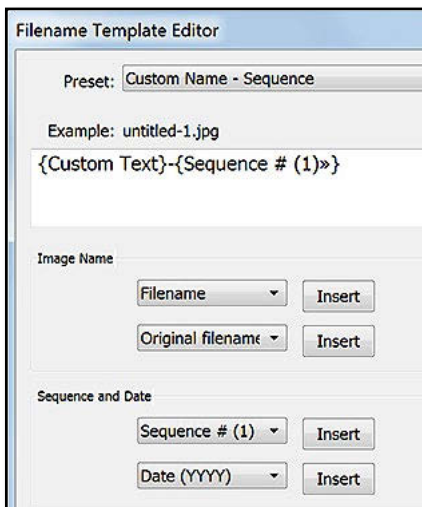 Filename Template Editor
Preset: Custom Name - Sequence
Example: untitled-1.jpg
{Custom Text}-{Sequence # (1)»}
Image Name
Filename Insert
Original filename Insert
Sequence and Date
Sequence # (1) Insert
Date (YYYY) Insert